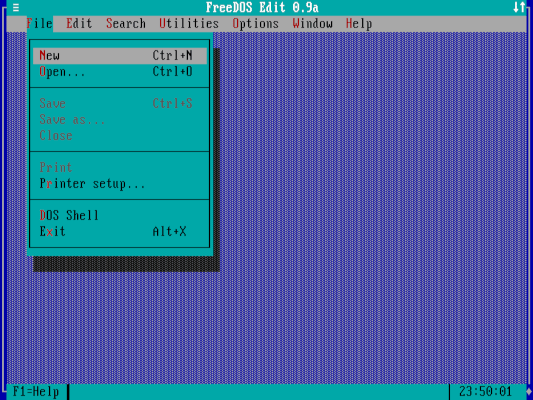 ≡ FreeDOS Edit 0.9a ↓↑
File Edit Search Utilities Options Window Help
New Ctrl+N
Open... Ctrl+O
Save Ctrl+S
Save as...
Close
Print
Printer setup...
DOS Shell
Exit Alt+X
F1=Help 23:50:01